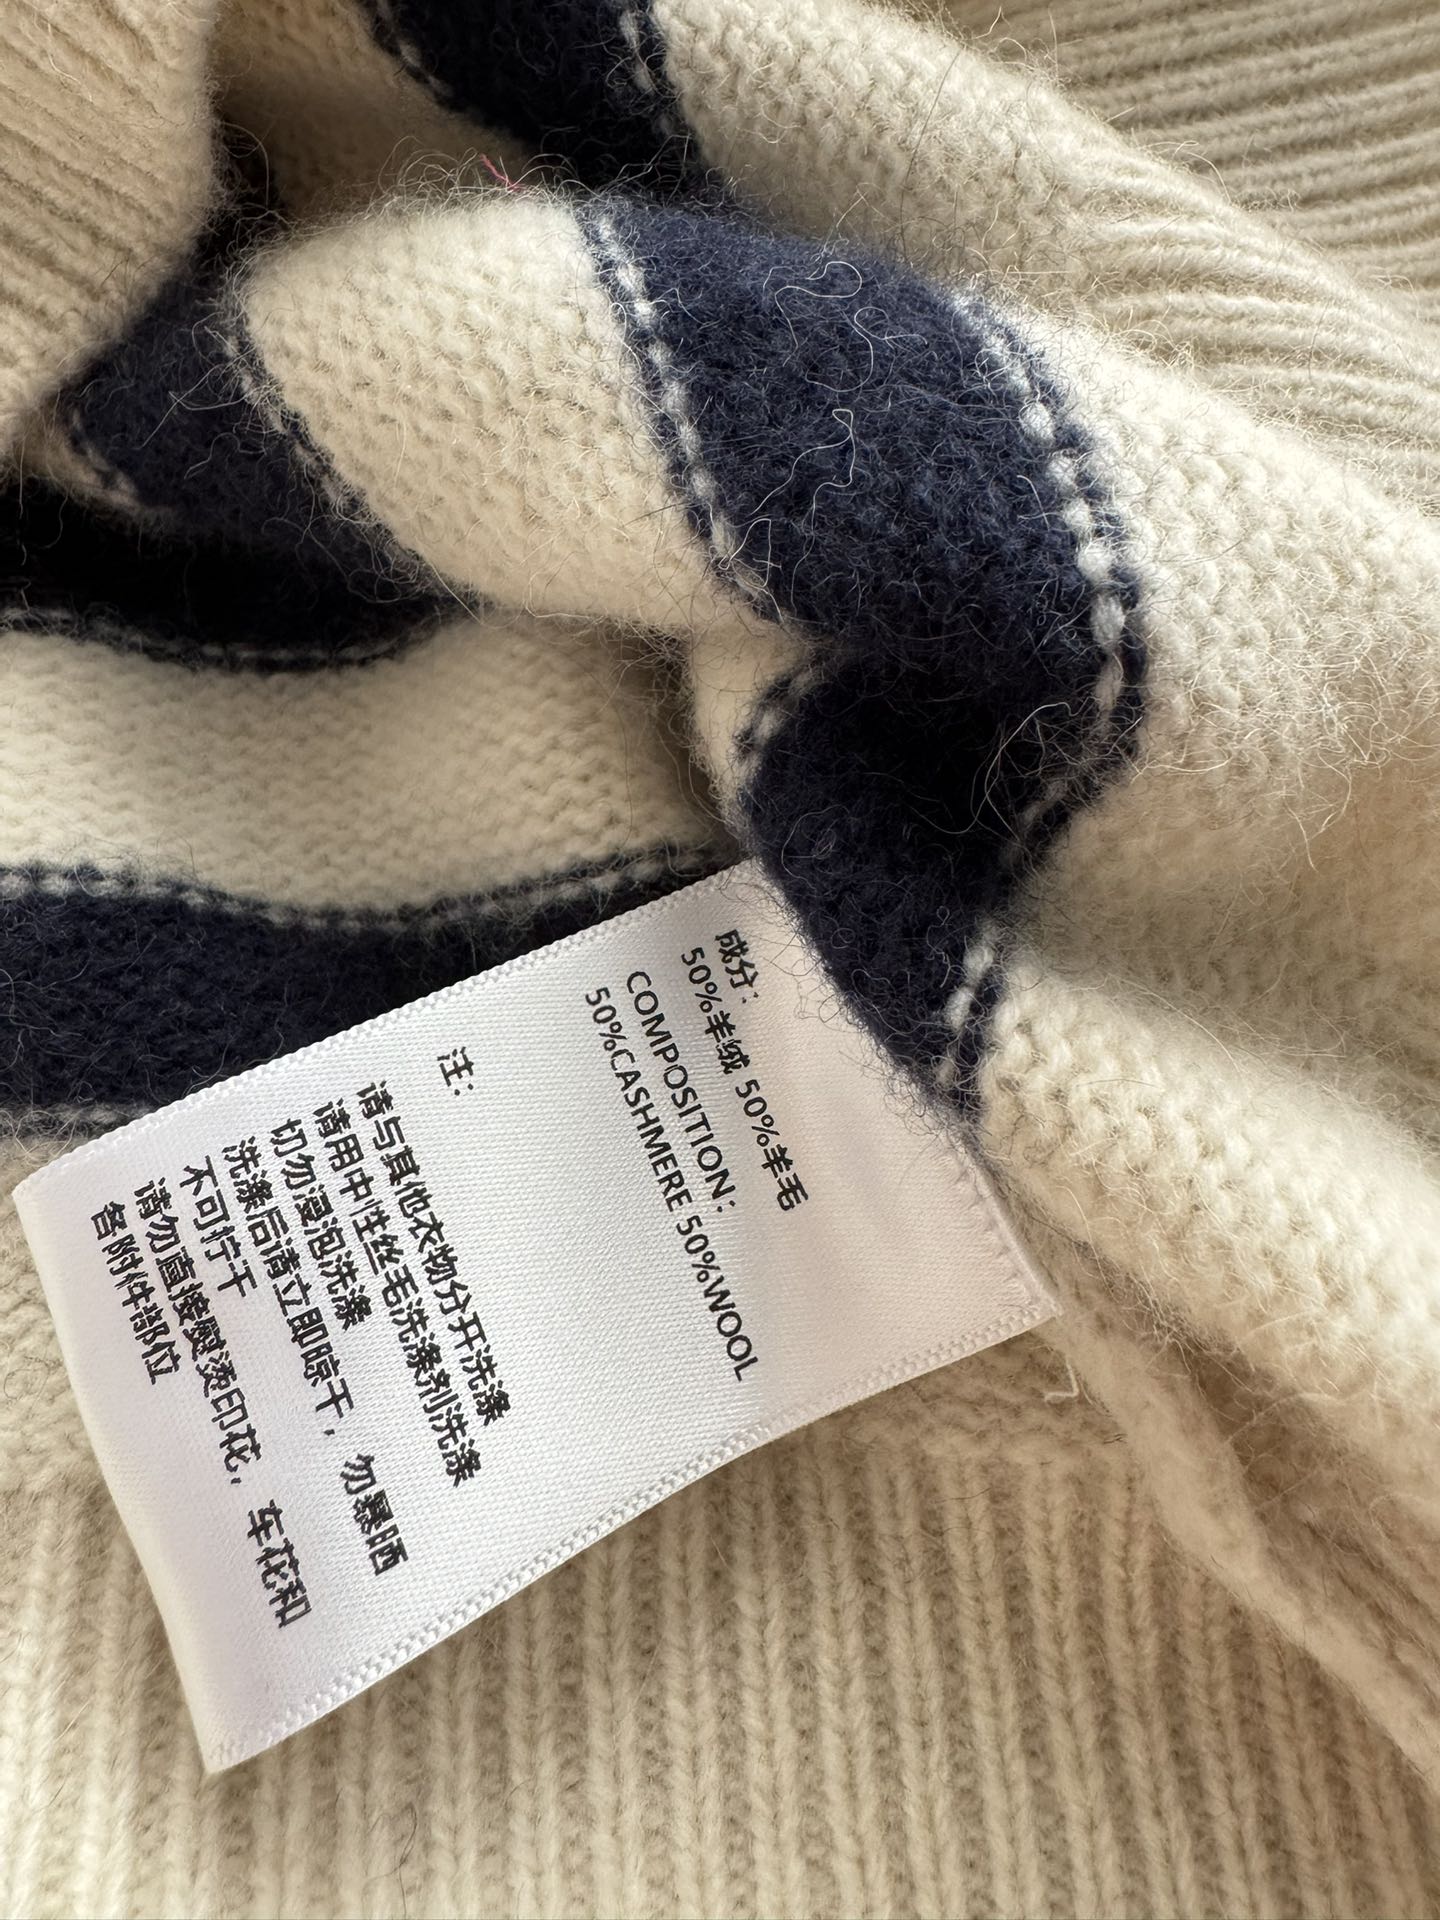 成分：
50%羊绒 50%羊毛
COMPOSITION:
50%CASHMERE 50%WOOL
注：
请与其他衣物分开洗涤
请用中性丝毛洗涤剂洗涤
切勿浸泡洗涤
洗涤后请立即晾干，勿暴晒
不可拧干
请勿直接熨烫印花，车花和
各附件部位